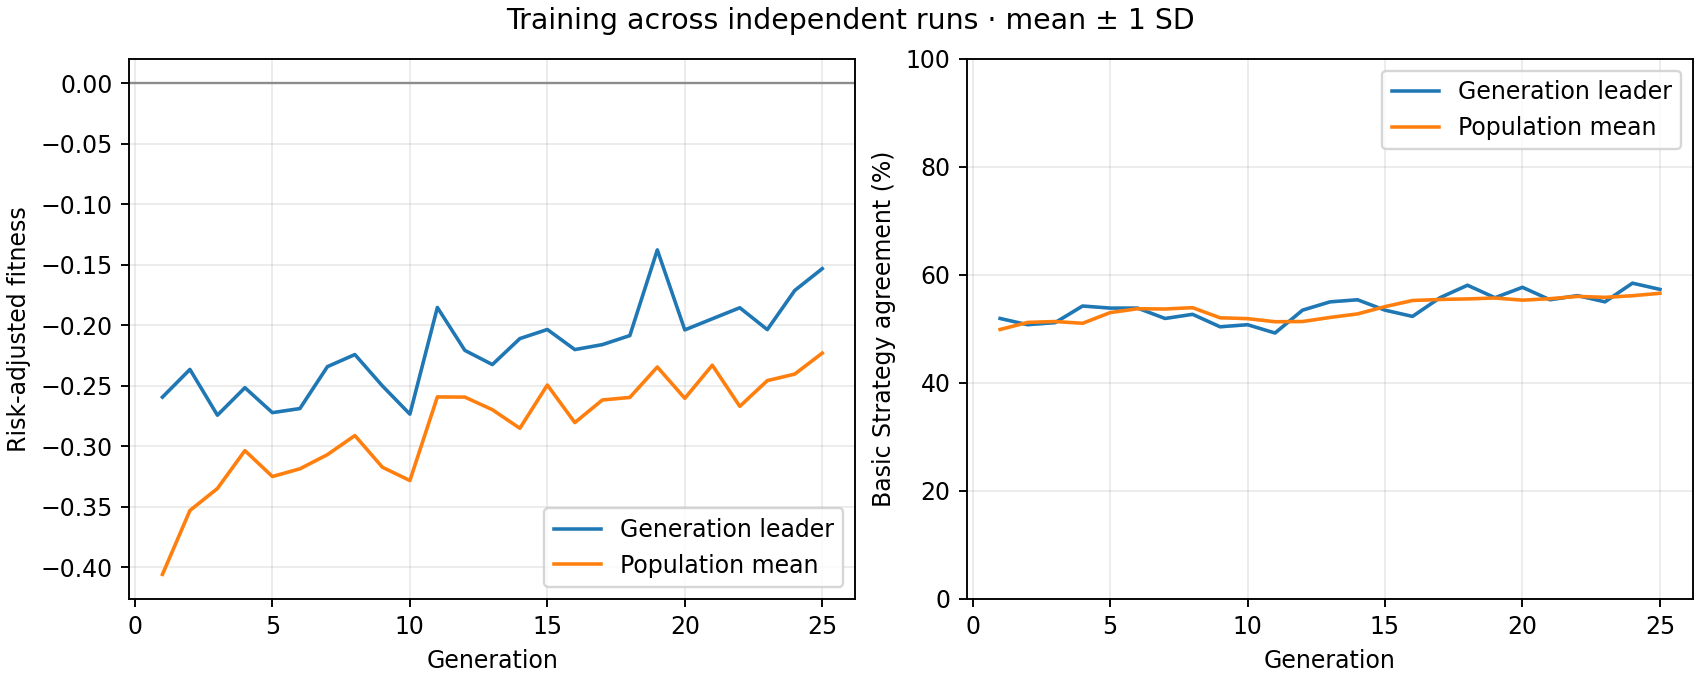 Training across independent runs · mean ± 1 SD
Risk-adjusted fitness
0.00
−0.05
−0.10
−0.15
−0.20
−0.25
−0.30
−0.35
−0.40
Generation leader
Population mean
0 5 10 15 20 25
Generation
Basic Strategy agreement (%)
100
80
60
40
20
0
Generation leader
Population mean
0 5 10 15 20 25
Generation